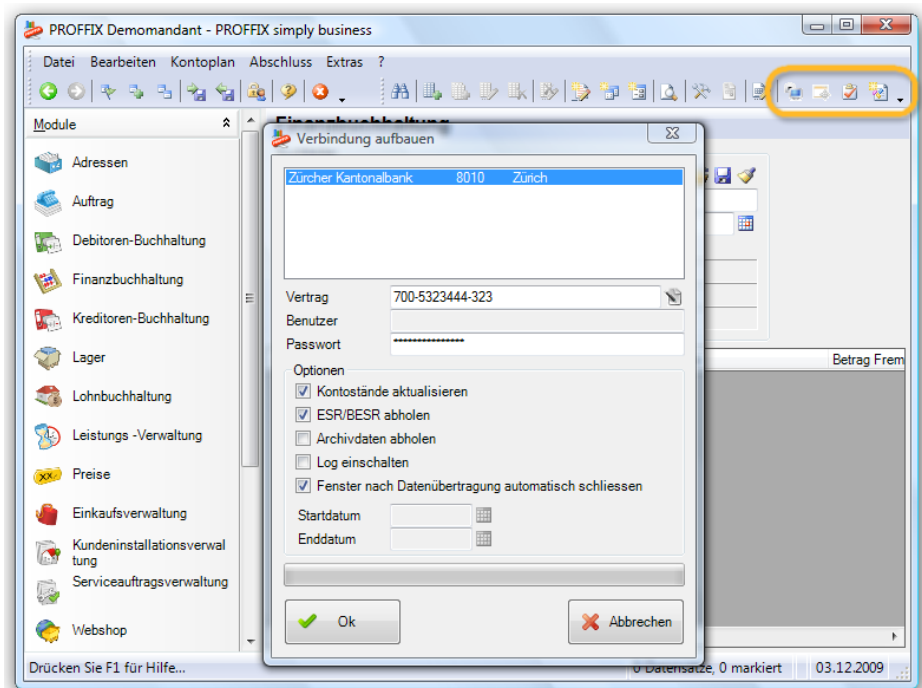 PROFFIX Demomandant - PROFFIX simply business
Datei Bearbeiten Kontoplan Abschluss Extras ?
Module
Adressen
Auftrag
Debitoren-Buchhaltung
Finanzbuchhaltung
Kreditoren-Buchhaltung
Lager
Lohnbuchhaltung
Leistungs -Verwaltung
XX.- Preise
Einkaufsverwaltung
Kundeninstallationsverwal
tung
Serviceauftragsverwaltung
Webshop
Finanzbuchhaltung
Verbindung aufbauen
Zürcher Kantonalbank 8010 Zürich
Vertrag 700-5323444-323
Benutzer
Passwort ***************
Optionen
Kontostände aktualisieren
ESR/BESR abholen
Archivdaten abholen
Log einschalten
Fenster nach Datenübertragung automatisch schliessen
Startdatum
Enddatum
Ok Abbrechen
Betrag Frem
Drücken Sie F1 für Hilfe... 0 Datensätze, 0 markiert 03.12.2009